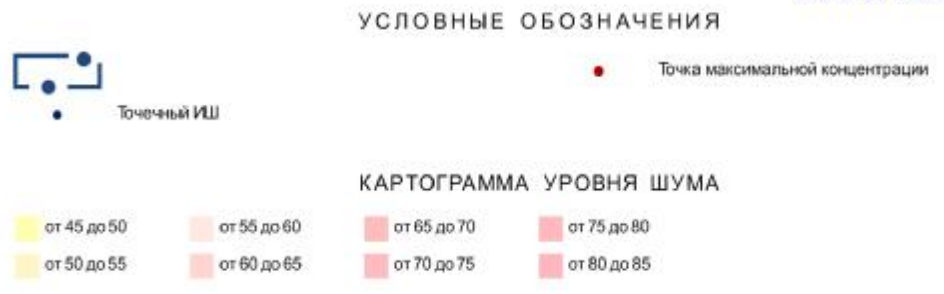 УСЛОВНЫЕ ОБОЗНАЧЕНИЯ
Точка максимальной концентрации
Точечный ИШ
КАРТОГРАММА УРОВНЯ ШУМА
от 45 до 50 от 55 до 60 от 65 до 70 от 75 до 80
от 50 до 55 от 60 до 65 от 70 до 75 от 80 до 85